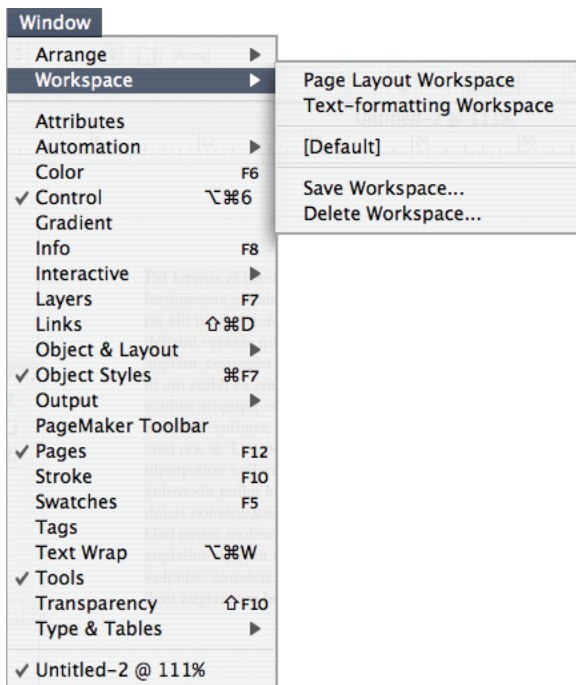 Window
Arrange
Workspace
Page Layout Workspace
Text-formatting Workspace
[Default]
Save Workspace...
Delete Workspace...
Attributes
Automation
Color F6
✓ Control ⌥⌘6
Gradient
Info F8
Interactive
Layers F7
Links ⇧⌘D
Object & Layout
✓ Object Styles ⌘F7
Output
PageMaker Toolbar
✓ Pages F12
Stroke F10
Swatches F5
Tags
Text Wrap ⌥⌘W
✓ Tools
Transparency ⇧F10
Type & Tables
✓ Untitled-2 @ 111%